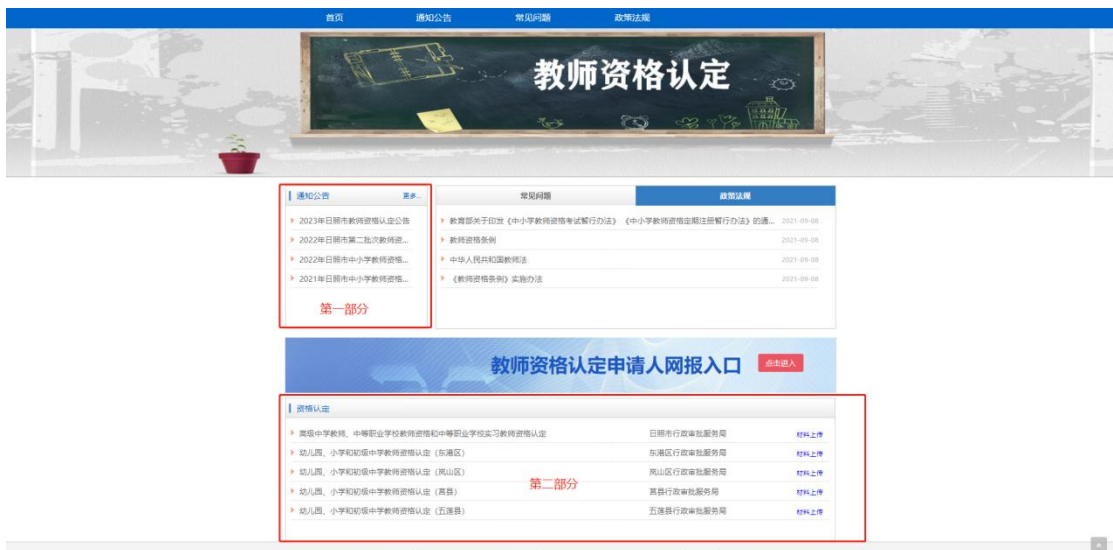 首页 通知公告 常见问题 政策法规
教师资格认定
通知公告 更多...
2023年日照市教师资格认定公告
2022年日照市第二批次教师资...
2022年日照市中小学教师资格...
2021年日照市中小学教师资格...
第一部分
常见问题 政策法规
教育部关于印发《中小学教师资格考试暂行办法》《中小学教师资格定期注册暂行办法》的通... 2021-09-08
教师资格条例 2021-09-08
中华人民共和国教师法 2021-09-08
《教师资格条例》实施办法 2021-09-08
教师资格认定申请人网报入口 点击进入
资格认定
高级中学教师、中等职业学校教师资格和中等职业学校实习教师资格认定 日照市行政审批服务局 材料上传
幼儿园、小学和初级中学教师资格认定（东港区） 东港区行政审批服务局 材料上传
幼儿园、小学和初级中学教师资格认定（岚山区） 岚山区行政审批服务局 材料上传
第二部分
幼儿园、小学和初级中学教师资格认定（莒县） 莒县行政审批服务局 材料上传
幼儿园、小学和初级中学教师资格认定（五莲县） 五莲县行政审批服务局 材料上传